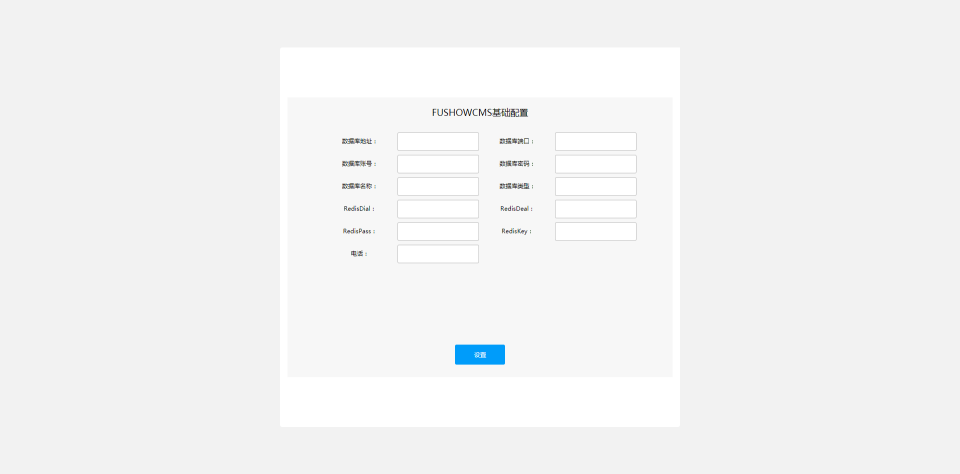 FUSHOWCMS基础配置
数据库地址： 数据库端口：
数据库账号： 数据库密码：
数据库名称： 数据库类型：
RedisDial： RedisDeal：
RedisPass： RedisKey：
电话：
设置